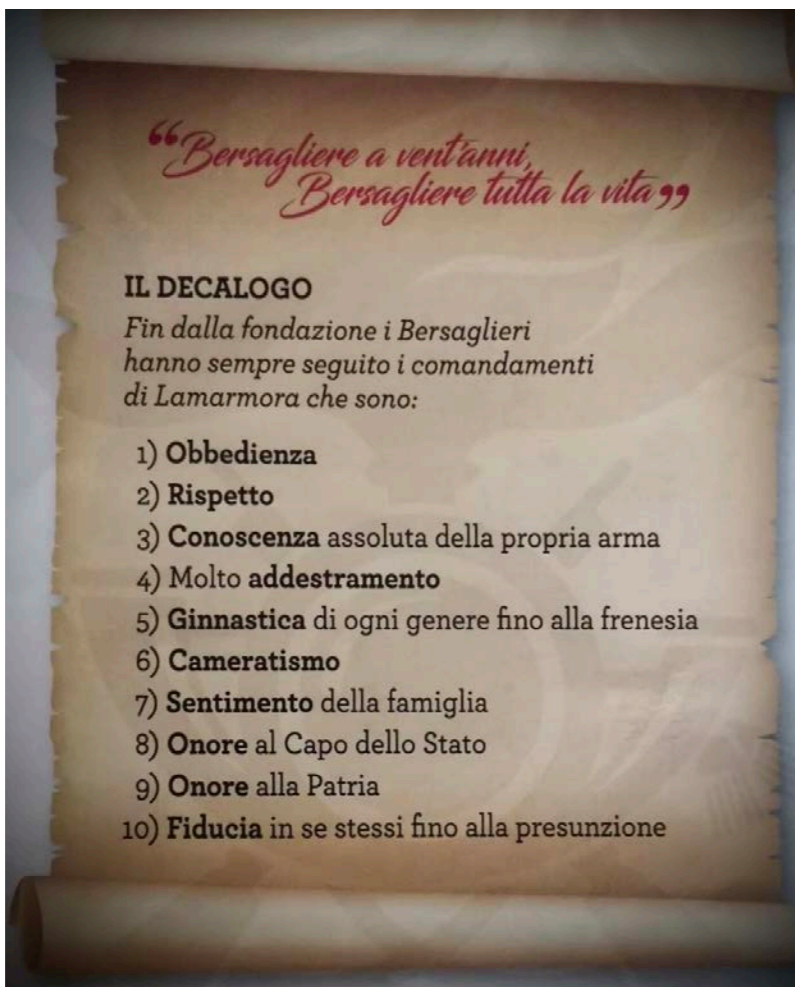 “Bersagliere a vent'anni,
Bersagliere tutta la vita”
IL DECALOGO
Fin dalla fondazione i Bersaglieri
hanno sempre seguito i comandamenti
di Lamarmora che sono:
1) Obbedienza
2) Rispetto
3) Conoscenza assoluta della propria arma
4) Molto addestramento
5) Ginnastica di ogni genere fino alla frenesia
6) Cameratismo
7) Sentimento della famiglia
8) Onore al Capo dello Stato
9) Onore alla Patria
10) Fiducia in se stessi fino alla presunzione